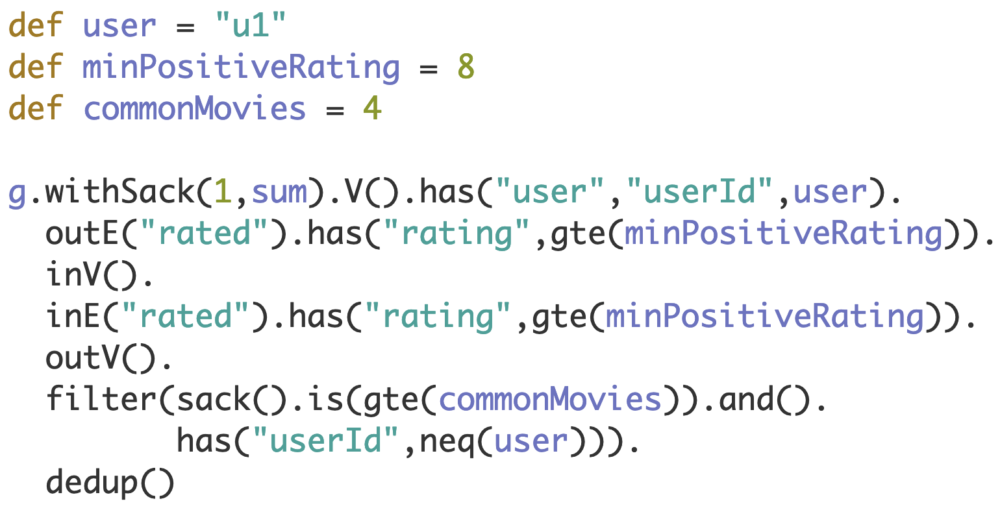 def user = "u1"
def minPositiveRating = 8
def commonMovies = 4

g.withSack(1,sum).V().has("user","userId",user).
  outE("rated").has("rating",gte(minPositiveRating)).
  inV().
  inE("rated").has("rating",gte(minPositiveRating)).
  outV().
  filter(sack().is(gte(commonMovies)).and().
         has("userId",neq(user))).
  dedup()